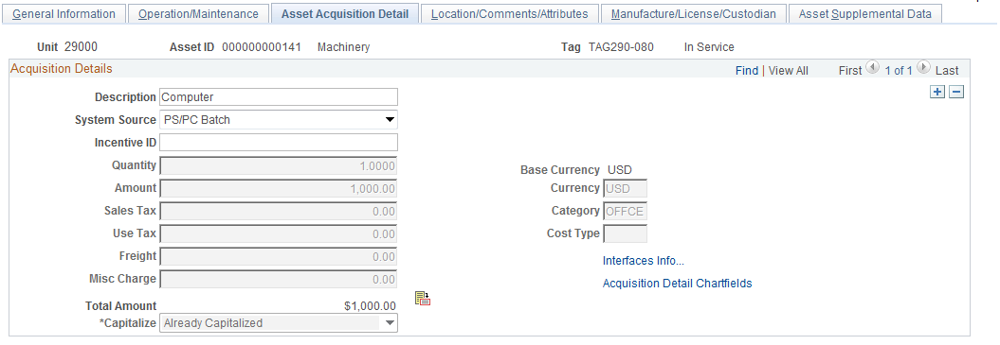 General Information Operation/Maintenance Asset Acquisition Detail Location/Comments/Attributes Manufacture/License/Custodian Asset Supplemental Data
Unit 29000 Asset ID 000000000141 Machinery Tag TAG290-080 In Service
Acquisition Details Find | View All First 1 of 1 Last
Description Computer
System Source PS/PC Batch
Incentive ID
Quantity 1.0000 Base Currency USD
Amount 1,000.00 Currency USD
Sales Tax 0.00 Category OFFCE
Use Tax 0.00 Cost Type
Freight 0.00 Interfaces Info...
Misc Charge 0.00 Acquisition Detail Chartfields
Total Amount $1,000.00
*Capitalize Already Capitalized